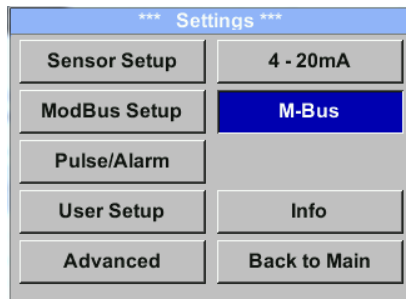 *** Settings ***
Sensor Setup
4 - 20mA
ModBus Setup
M-Bus
Pulse/Alarm
User Setup
Info
Advanced
Back to Main